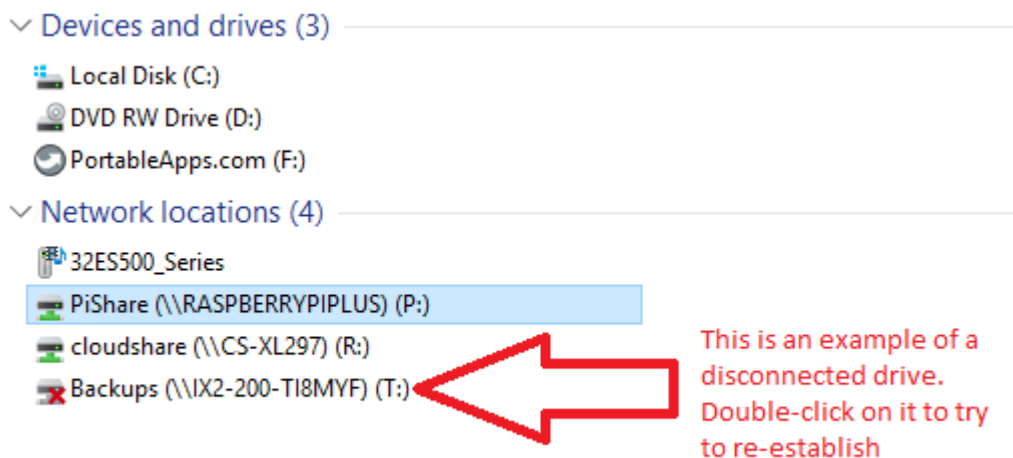 Devices and drives (3)
Local Disk (C:)
DVD RW Drive (D:)
PortableApps.com (F:)
Network locations (4)
32ES500_Series
PiShare (\\RASPBERRYPIPLUS) (P:)
cloudshare (\\CS-XL297) (R:)
Backups (\\IX2-200-TI8MYF) (T:)
This is an example of a
disconnected drive.
Double-click on it to try
to re-establish